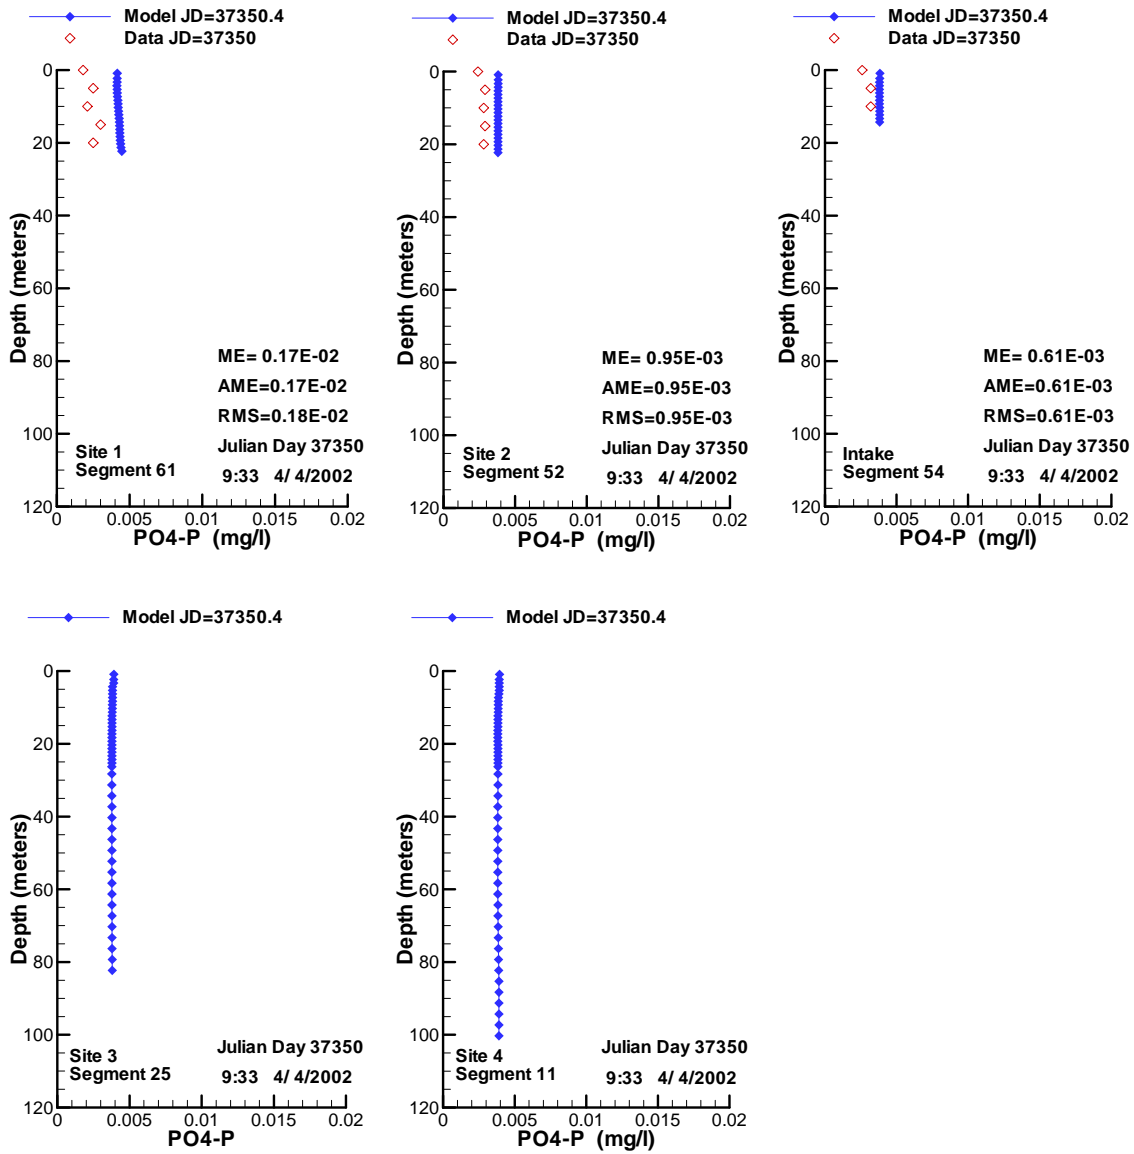 Model JD=37350.4
Data JD=37350
0
20
40
60
80
100
120
Depth (meters)
ME= 0.17E-02
AME=0.17E-02
RMS=0.18E-02
Julian Day 37350
9:33 4/ 4/2002
Site 1
Segment 61
0
0.005
0.01
0.015
0.02
PO4-P (mg/l)
Model JD=37350.4
Data JD=37350
0
20
40
60
80
100
120
Depth (meters)
ME= 0.95E-03
AME=0.95E-03
RMS=0.95E-03
Julian Day 37350
9:33 4/ 4/2002
Site 2
Segment 52
0
0.005
0.01
0.015
0.02
PO4-P (mg/l)
Model JD=37350.4
Data JD=37350
0
20
40
60
80
100
120
Depth (meters)
ME= 0.61E-03
AME=0.61E-03
RMS=0.61E-03
Julian Day 37350
9:33 4/ 4/2002
Intake
Segment 54
0
0.005
0.01
0.015
0.02
PO4-P (mg/l)
Model JD=37350.4
0
20
40
60
80
100
120
Depth (meters)
Julian Day 37350
9:33 4/ 4/2002
Site 3
Segment 25
0
0.005
0.01
0.015
0.02
PO4-P
Model JD=37350.4
0
20
40
60
80
100
120
Depth (meters)
Julian Day 37350
9:33 4/ 4/2002
Site 4
Segment 11
0
0.005
0.01
0.015
0.02
PO4-P (mg/l)